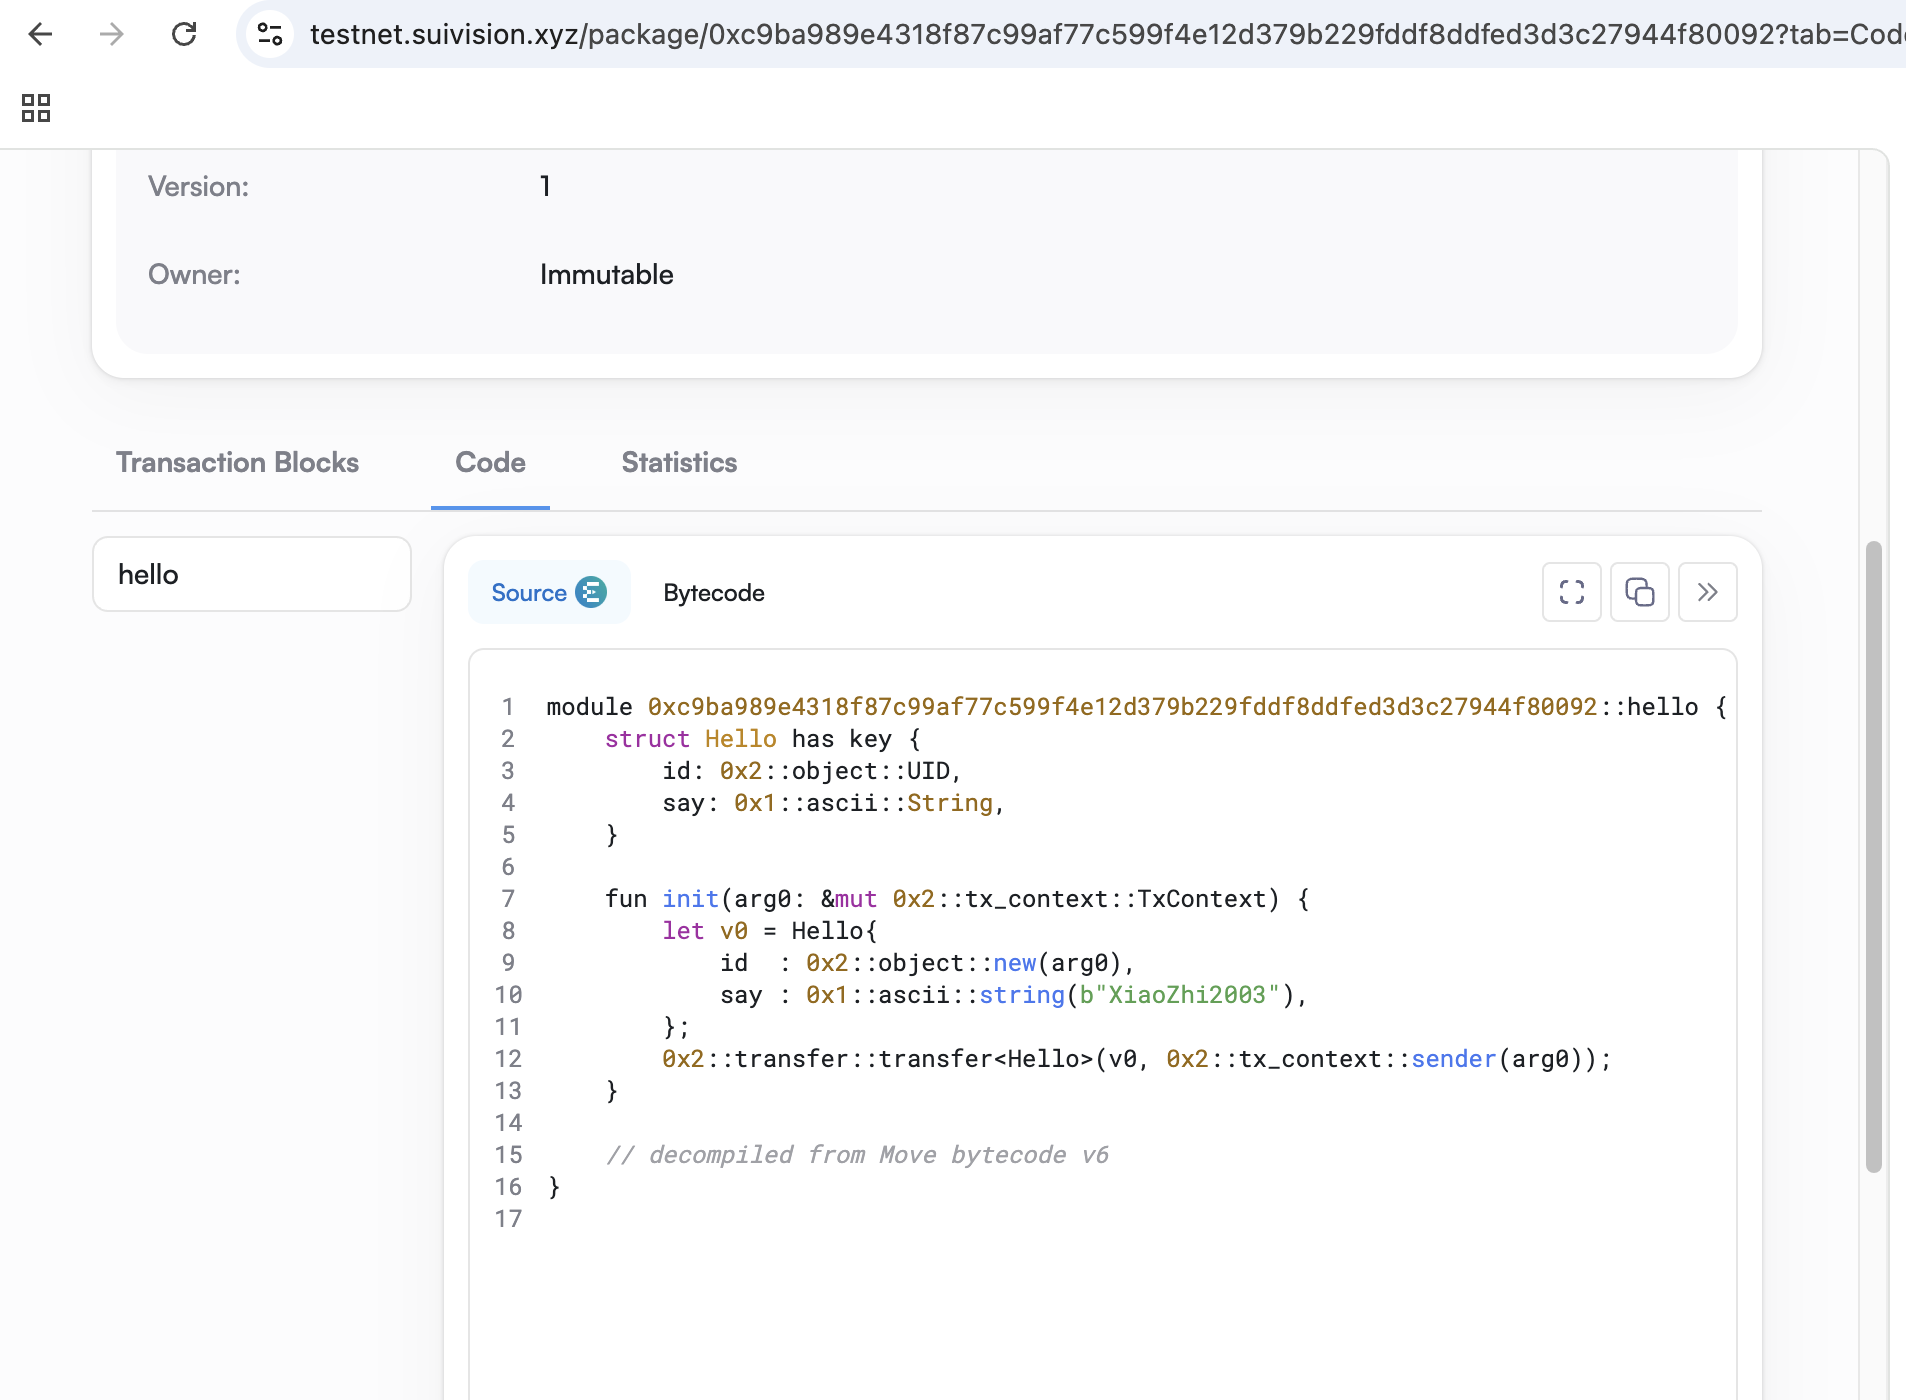 testnet.suivision.xyz/package/0xc9ba989e4318f87c99af77c599f4e12d379b229fddf8ddfed3d3c27944f80092?tab=Code
Version: 1
Owner: Immutable
Transaction Blocks Code Statistics
hello
Source Bytecode
1 module 0xc9ba989e4318f87c99af77c599f4e12d379b229fddf8ddfed3d3c27944f80092::hello {
2     struct Hello has key {
3         id: 0x2::object::UID,
4         say: 0x1::ascii::String,
5     }
6
7     fun init(arg0: &mut 0x2::tx_context::TxContext) {
8         let v0 = Hello{
9             id  : 0x2::object::new(arg0),
10             say : 0x1::ascii::string(b"XiaoZhi2003"),
11         };
12         0x2::transfer::transfer<Hello>(v0, 0x2::tx_context::sender(arg0));
13     }
14
15     // decompiled from Move bytecode v6
16 }
17